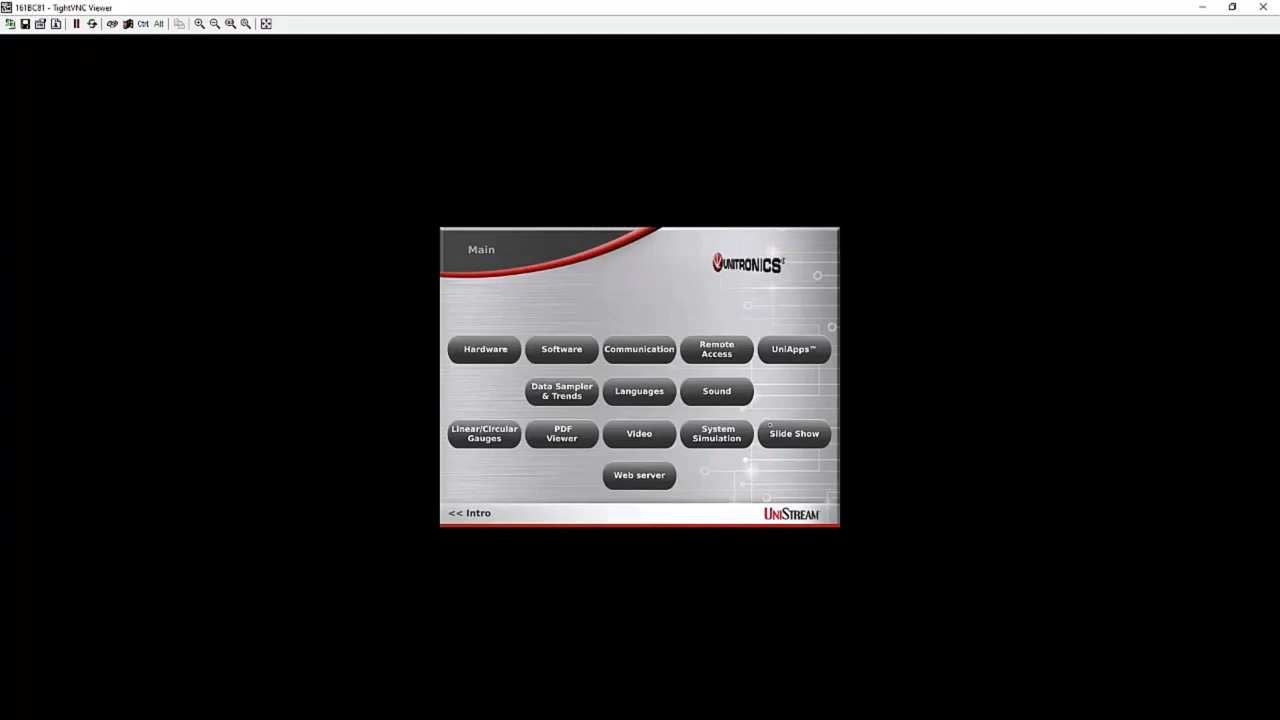 161BC81 - TightVNC Viewer
Ctrl Alt
Main
UNITRONICS
Hardware
Software
Communication
Remote
Access
UniApps™
Data Sampler
& Trends
Languages
Sound
Linear/Circular
Gauges
PDF
Viewer
Video
System
Simulation
Slide Show
Web server
<< Intro
UNISTREAM